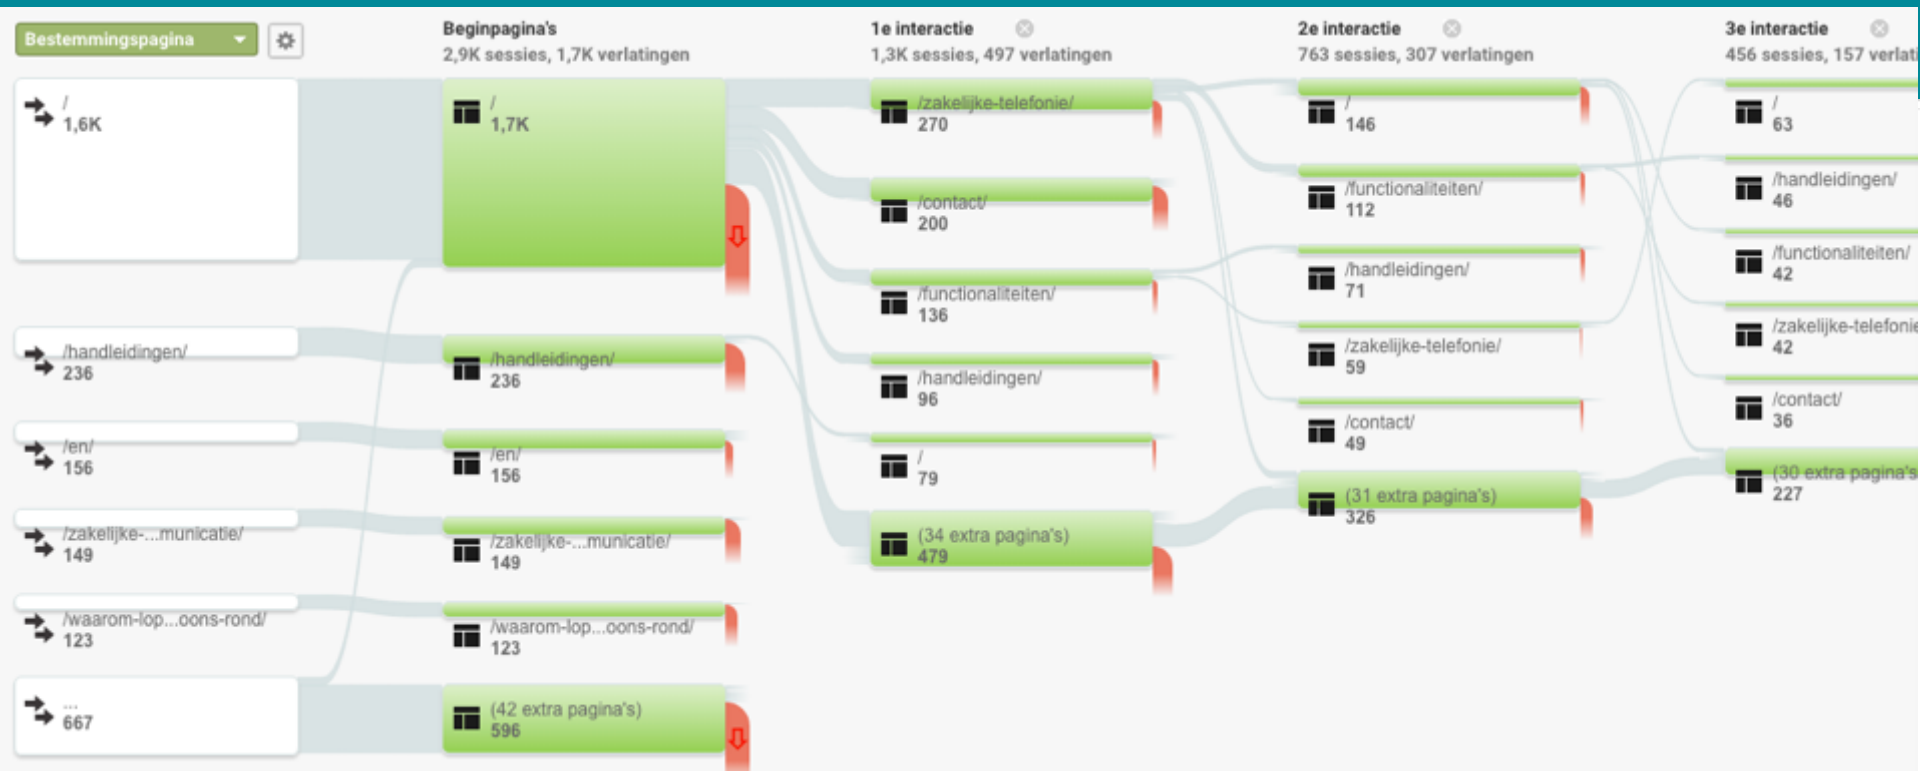 Bestemmingspagina
/
1,6K
/handleidingen/
236
/en/
156
/zakelijke-...municatie/
149
/waarom-lop...oons-rond/
123
...
667
Beginpagina's
2,9K sessies, 1,7K verlatingen
/
1,7K
/handleidingen/
236
/en/
156
/zakelijke-...municatie/
149
/waarom-lop...oons-rond/
123
(42 extra pagina's)
596
1e interactie
1,3K sessies, 497 verlatingen
/zakelijke-telefonie/
270
/contact/
200
/functionaliteiten/
136
/handleidingen/
96
/
79
(34 extra pagina's)
479
2e interactie
763 sessies, 307 verlatingen
/
146
/functionaliteiten/
112
/handleidingen/
71
/zakelijke-telefonie/
59
/contact/
49
(31 extra pagina's)
326
3e interactie
456 sessies, 157 verlati
/
63
/handleidingen/
46
/functionaliteiten/
42
/zakelijke-telefonie
42
/contact/
36
(30 extra pagina's
227